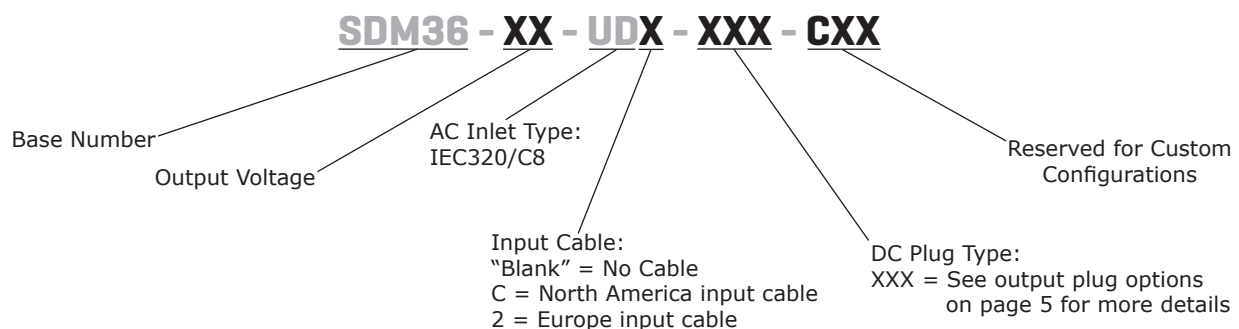 SDM36 - XX - UDX - XXX - CXX
Base Number
Output Voltage
AC Inlet Type:
IEC320/C8
Input Cable:
“Blank” = No Cable
C = North America input cable
2 = Europe input cable
DC Plug Type:
XXX = See output plug options
on page 5 for more details
Reserved for Custom
Configurations